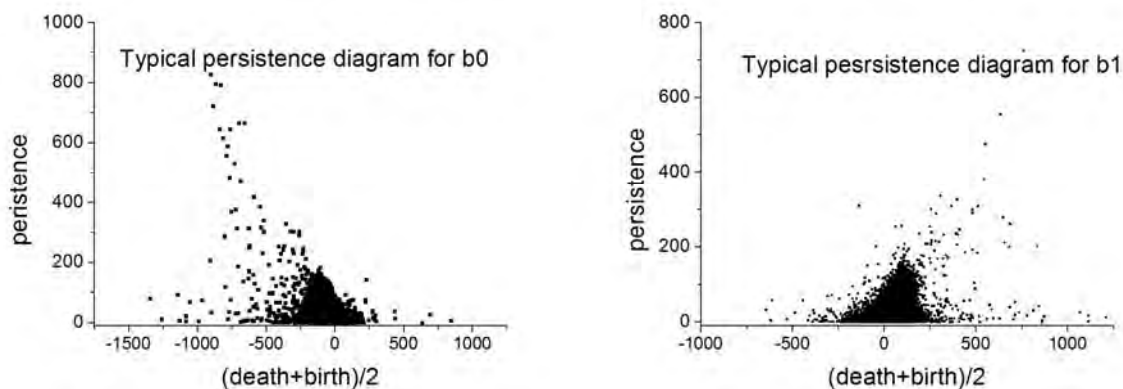 1000
800
600
400
200
0
Typical persistence diagram for b0
peristence
-1500 -1000 -500 0 500 1000
(death+birth)/2
800
600
400
200
0
Typical pesrsistence diagram for b1
persistence
-1000 -500 0 500 1000
(death+birth)/2